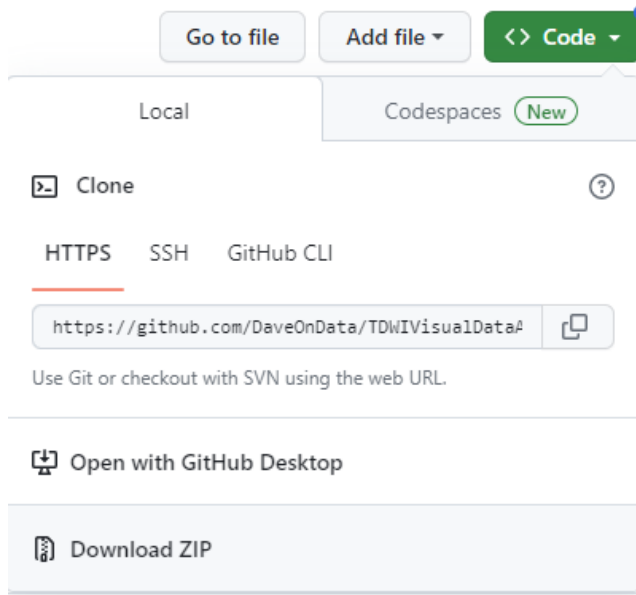 Go to file Add file <> Code
Local Codespaces New
Clone
HTTPS SSH GitHub CLI
https://github.com/DaveOnData/TDWIVisualDataA
Use Git or checkout with SVN using the web URL.
Open with GitHub Desktop
Download ZIP